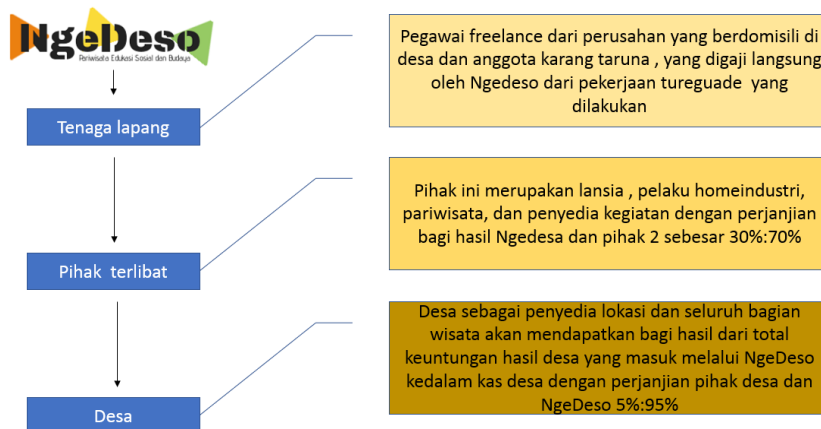 NgeDeso
Pariwisata Edukasi Sosial dan Budaya
Tenaga lapang
Pegawai freelance dari perusahan yang berdomisili di
desa dan anggota karang taruna , yang digaji langsung
oleh Ngedeso dari pekerjaan tureguade yang
dilakukan
Pihak terlibat
Pihak ini merupakan lansia , pelaku homeindustri,
pariwisata, dan penyedia kegiatan dengan perjanjian
bagi hasil Ngedesa dan pihak 2 sebesar 30%:70%
Desa
Desa sebagai penyedia lokasi dan seluruh bagian
wisata akan mendapatkan bagi hasil dari total
keuntungan hasil desa yang masuk melalui NgeDeso
kedalam kas desa dengan perjanjian pihak desa dan
NgeDeso 5%:95%